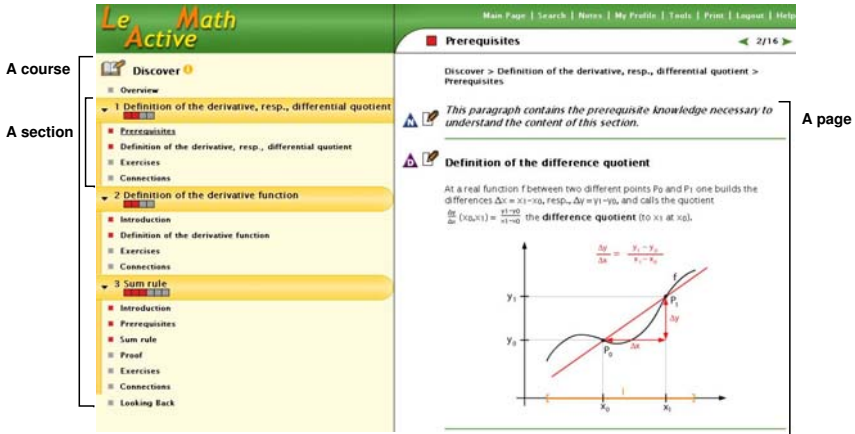 Le Active Math
Main Page | Search | Notes | My Profile | Tools | Print | Logout | Help
Prerequisites
2/16
A course
A section
A page
Discover
Overview
1 Definition of the derivative, resp., differential quotient
Prerequisites
Definition of the derivative, resp., differential quotient
Exercises
Connections
2 Definition of the derivative function
Introduction
Definition of the derivative function
Exercises
Connections
3 Sum rule
Introduction
Prerequisites
Sum rule
Proof
Exercises
Connections
Looking Back
Discover > Definition of the derivative, resp., differential quotient >
Prerequisites
N
This paragraph contains the prerequisite knowledge necessary to
understand the content of this section.
D
Definition of the difference quotient
At a real function f between two different points P₀ and P₁ one builds the
differences Δx = x₁−x₀, resp., Δy = y₁−y₀, and calls the quotient
Δy/Δx (x₀,x₁) = y₁−y₀/x₁−x₀ the difference quotient (to x₁ at x₀).
Δy/Δx = y₁ − y₀/x₁ − x₀
f
y₁
P₁
Δy
y₀
P₀
Δx
I
x₀
x₁